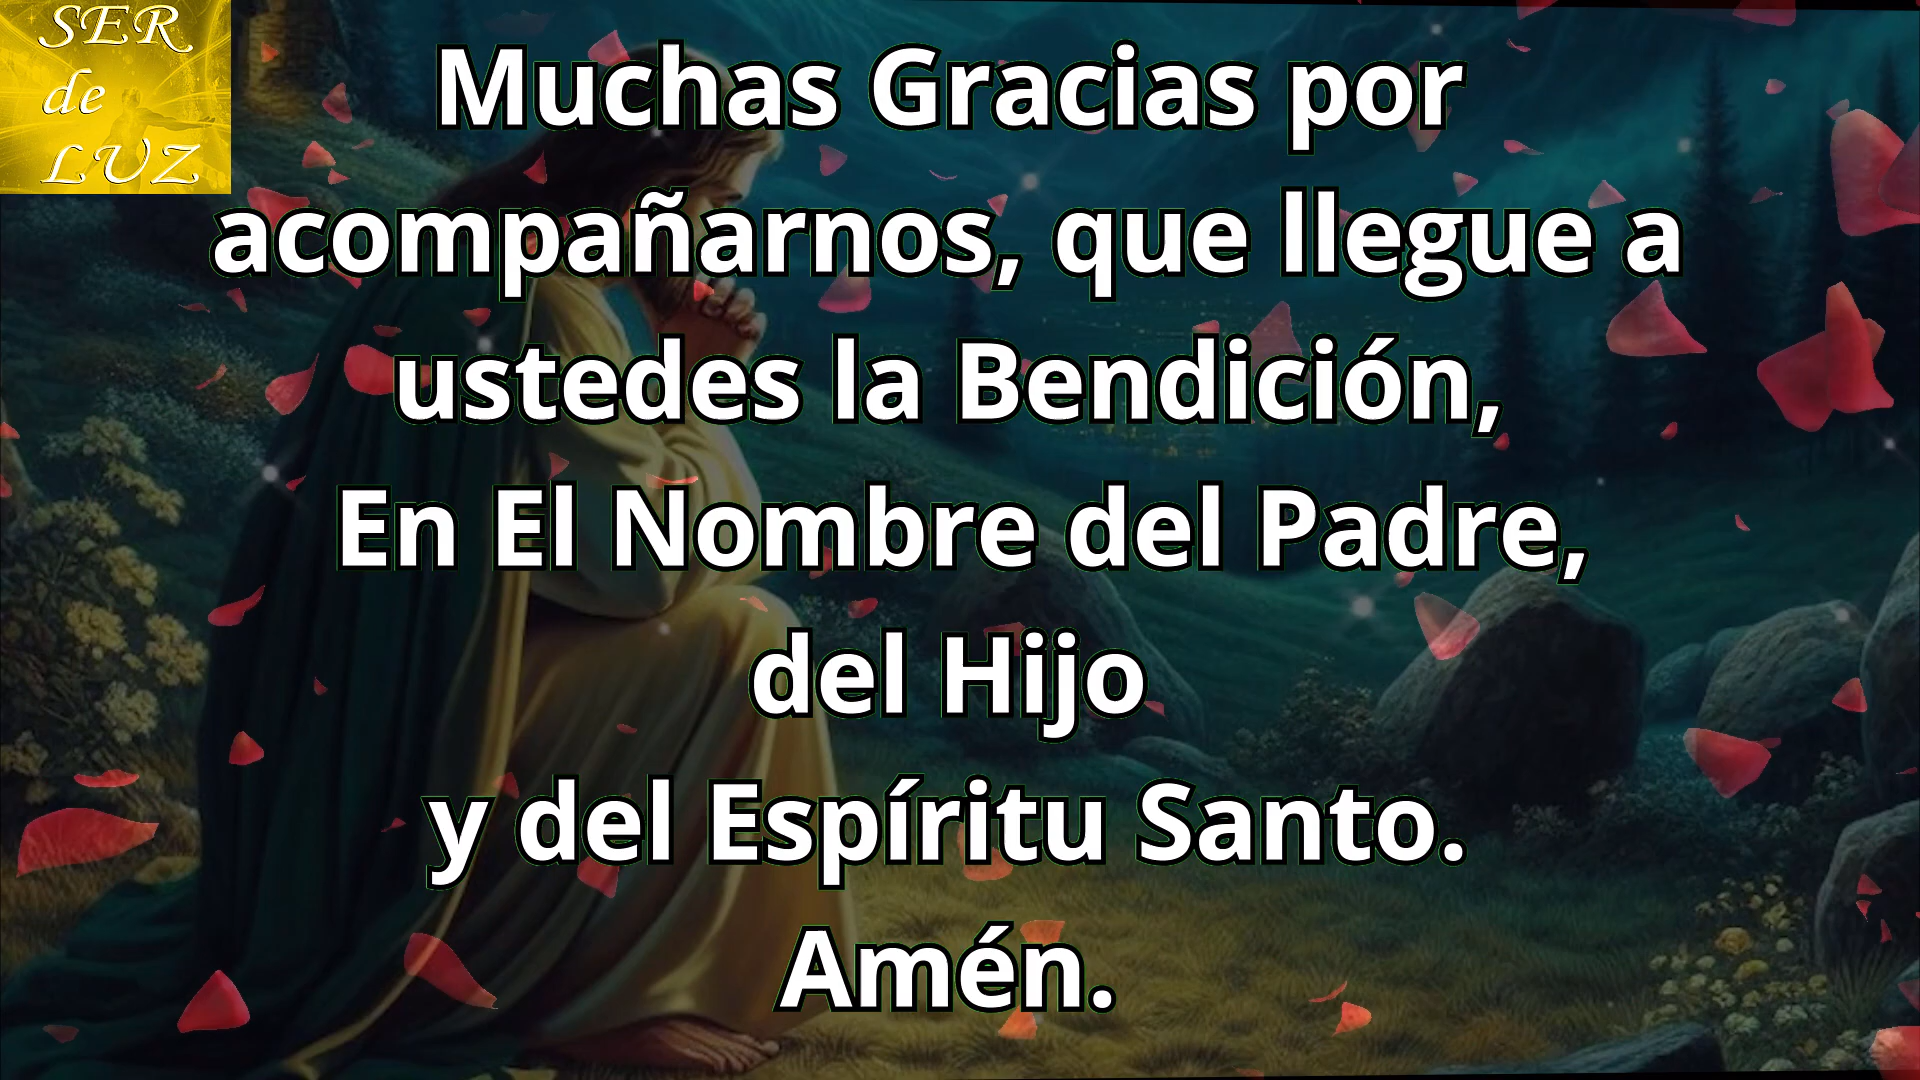 SER
de
LUZ
Muchas Gracias por
acompañarnos, que llegue a
ustedes la Bendición,
En El Nombre del Padre,
del Hijo
y del Espíritu Santo.
Amén.